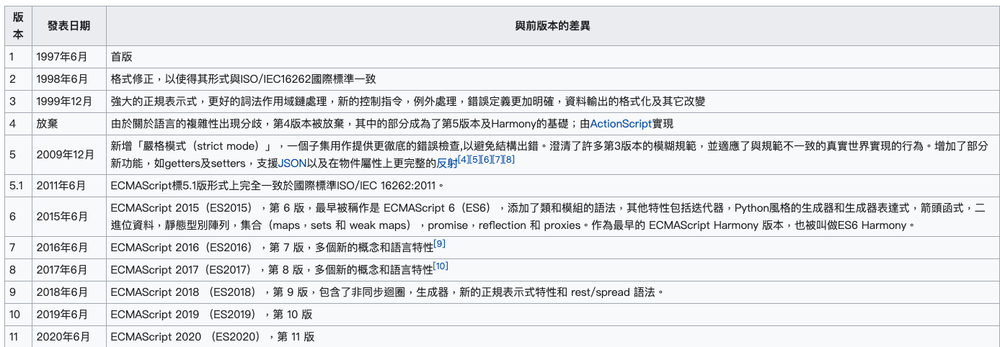 版本 發表日期 與前版本的差異
1 1997年6月 首版
2 1998年6月 格式修正，以使得其形式與ISO/IEC16262國際標準一致
3 1999年12月 強大的正規表示式，更好的詞法作用域鏈處理，新的控制指令，例外處理，錯誤定義更加明確，資料輸出的格式化及其它改變
4 放棄 由於關於語言的複雜性出現分歧，第4版本被放棄，其中的部分成為了第5版本及Harmony的基礎；由ActionScript實現
5 2009年12月 新增「嚴格模式（strict mode）」，一個子集用作提供更徹底的錯誤檢查,以避免結構出錯。澄清了許多第3版本的模糊規範，並適應了與規範不一致的真實世界實現的行為。增加了部分
新功能，如getters及setters，支援JSON以及在物件屬性上更完整的反射[4][5][6][7][8]
5.1 2011年6月 ECMAScript標5.1版形式上完全一致於國際標準ISO/IEC 16262:2011。
6 2015年6月 ECMAScript 2015（ES2015），第 6 版，最早被稱作是 ECMAScript 6（ES6），添加了類和模組的語法，其他特性包括迭代器，Python風格的生成器和生成器表達式，箭頭函式，二
進位資料，靜態型別陣列，集合（maps，sets 和 weak maps），promise，reflection 和 proxies。作為最早的 ECMAScript Harmony 版本，也被叫做ES6 Harmony。
7 2016年6月 ECMAScript 2016（ES2016），第 7 版，多個新的概念和語言特性[9]
8 2017年6月 ECMAScript 2017（ES2017），第 8 版，多個新的概念和語言特性[10]
9 2018年6月 ECMAScript 2018 （ES2018），第 9 版，包含了非同步迴圈，生成器，新的正規表示式特性和 rest/spread 語法。
10 2019年6月 ECMAScript 2019 （ES2019），第 10 版
11 2020年6月 ECMAScript 2020 （ES2020），第 11 版